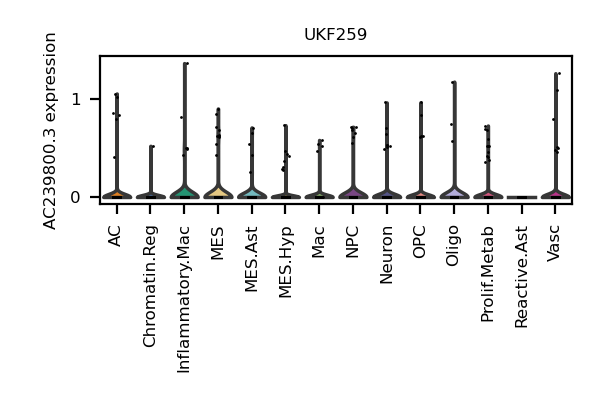 UKF259
AC239800.3 expression
1
0
AC
Chromatin.Reg
Inflammatory.Mac
MES
MES.Ast
MES.Hyp
Mac
NPC
Neuron
OPC
Oligo
Prolif.Metab
Reactive.Ast
Vasc